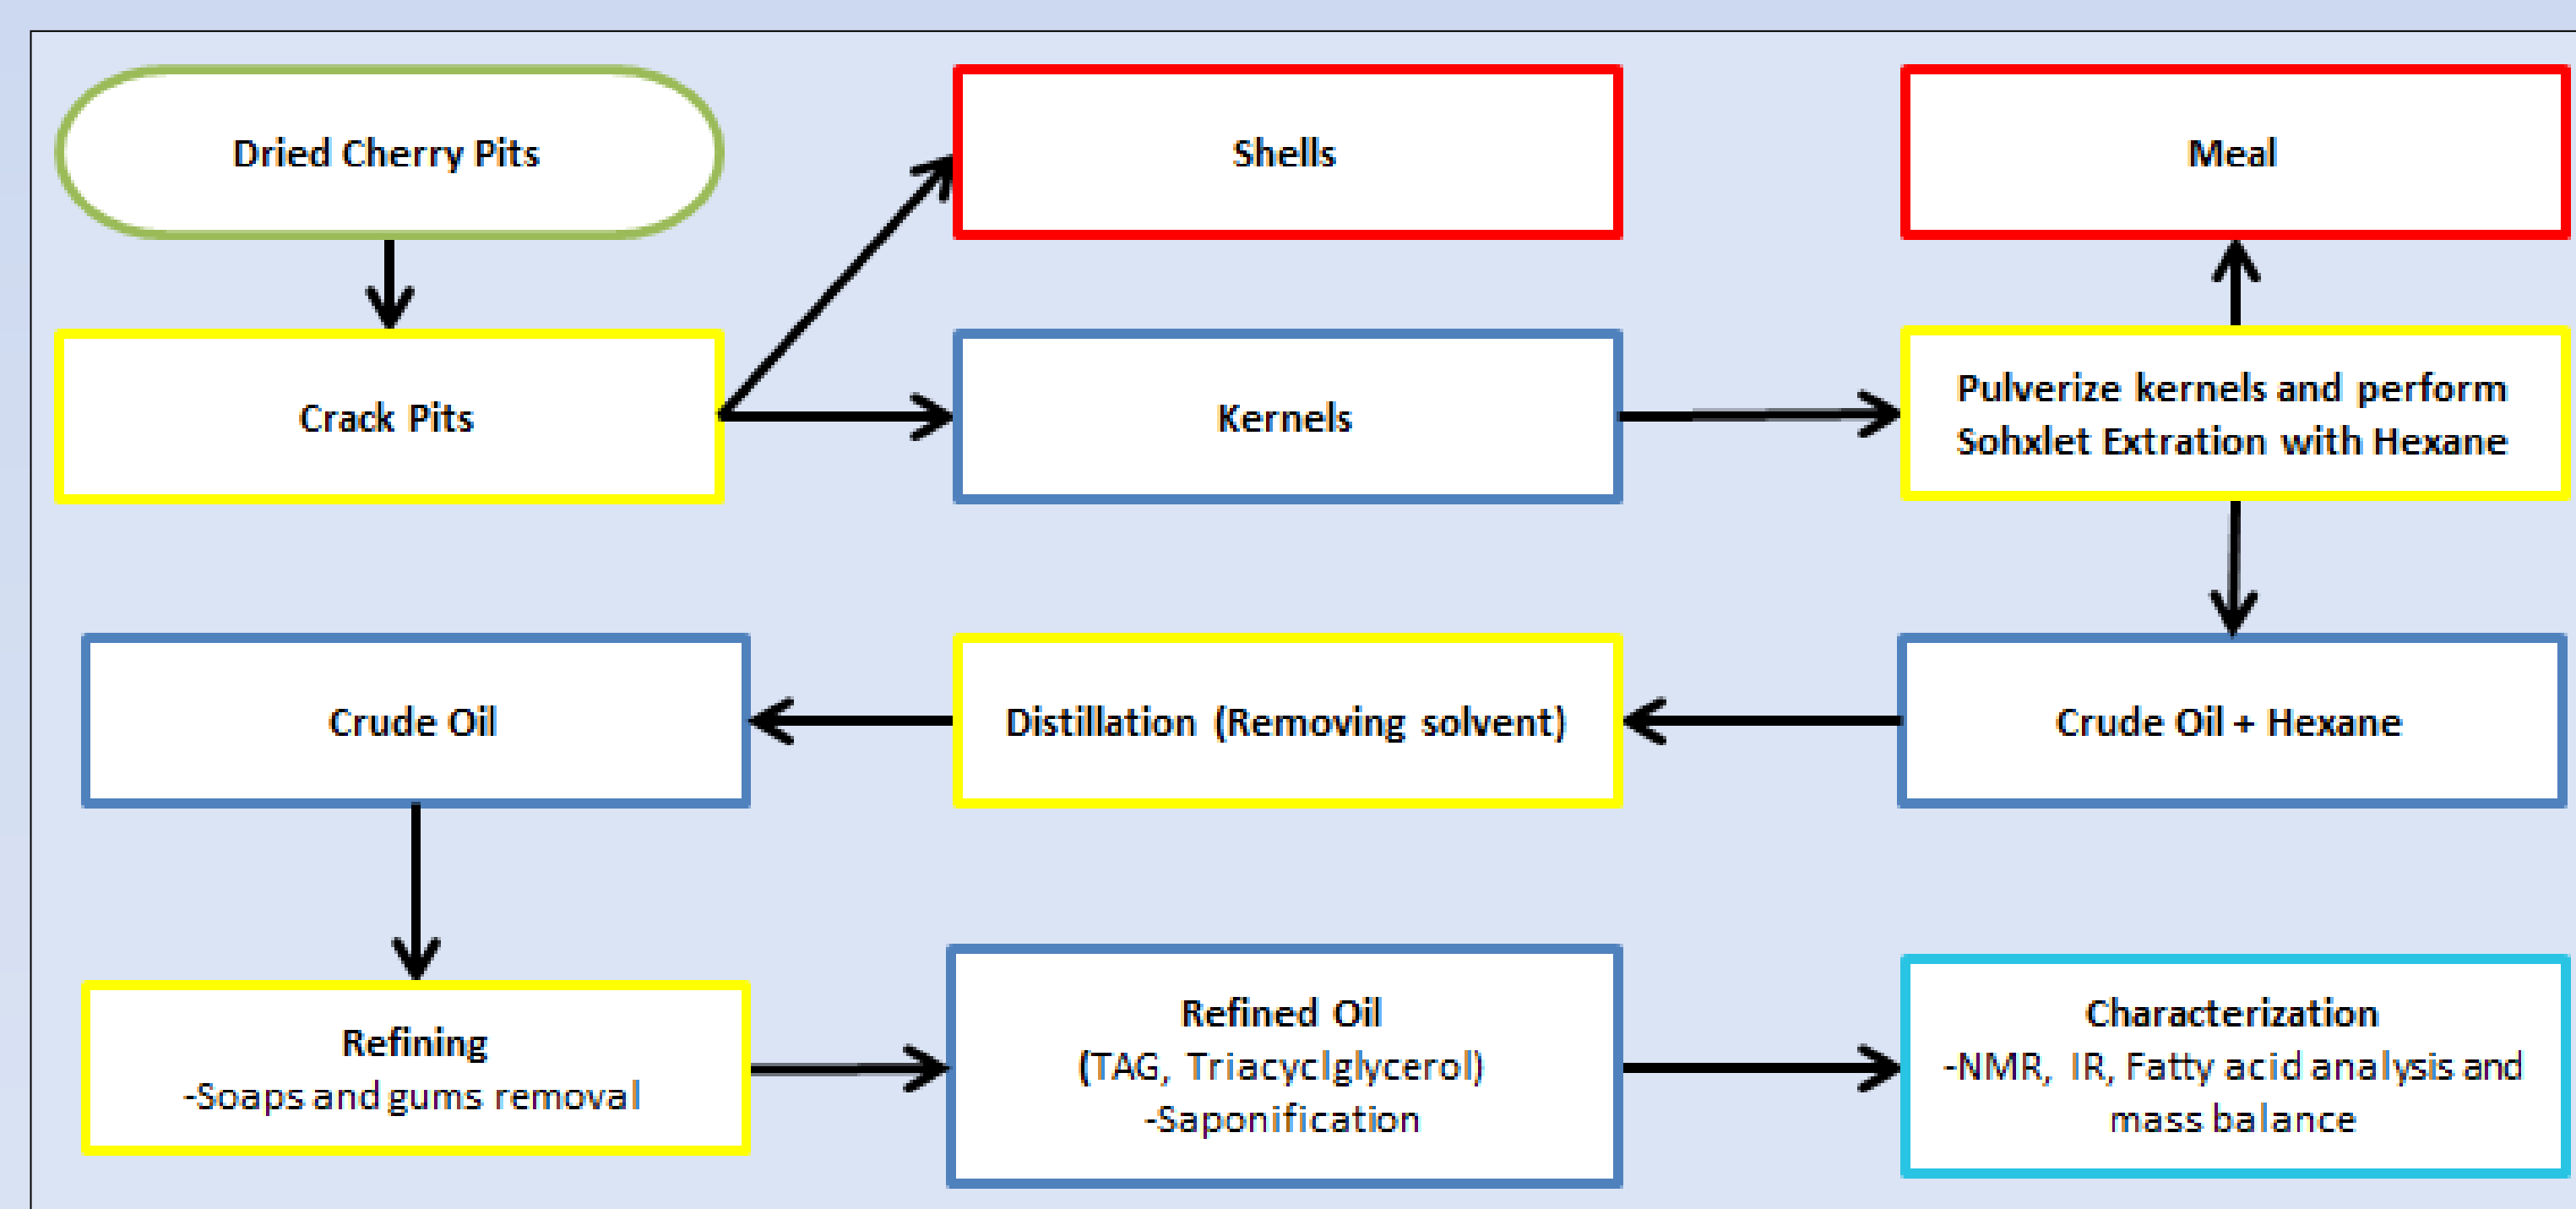 Dried Cherry Pits
Shells
Meal
Crack Pits
Kernels
Pulverize kernels and perform
Sohxlet Extration with Hexane
Crude Oil
Distillation (Removing solvent)
Crude Oil + Hexane
Refining
-Soaps and gums removal
Refined Oil
(TAG, Triacyclglycerol)
-Saponification
Characterization
-NMR, IR, Fatty acid analysis and
mass balance